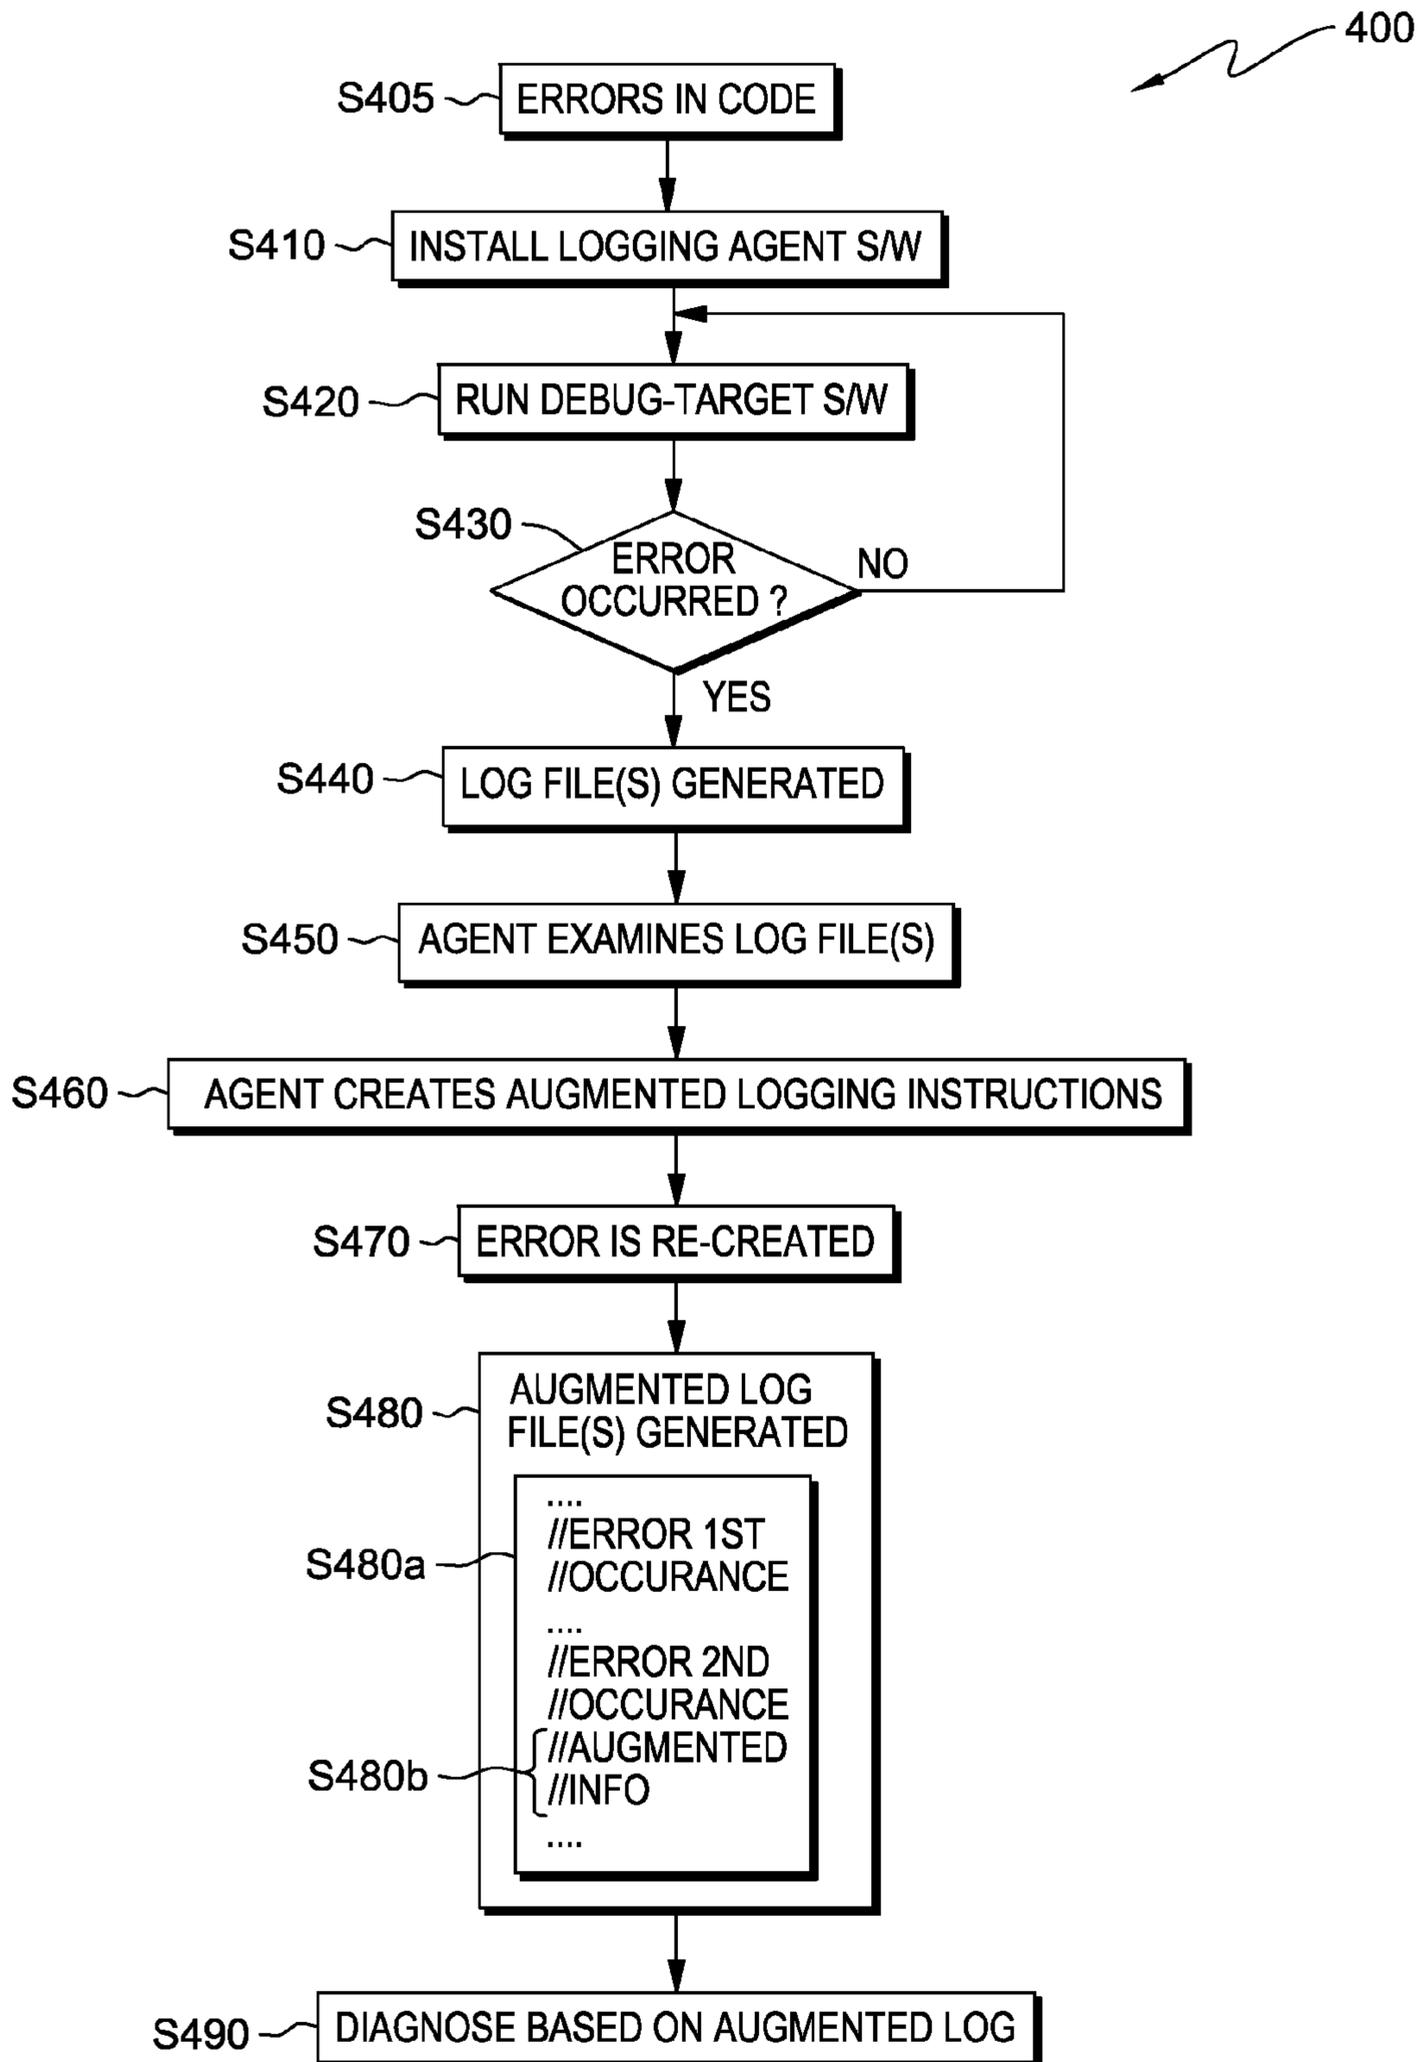 400
S405
ERRORS IN CODE
S410
INSTALL LOGGING AGENT S/W
S420
RUN DEBUG-TARGET S/W
S430
ERROR
OCCURRED ?
NO
YES
S440
LOG FILE(S) GENERATED
S450
AGENT EXAMINES LOG FILE(S)
S460
AGENT CREATES AUGMENTED LOGGING INSTRUCTIONS
S470
ERROR IS RE-CREATED
S480
AUGMENTED LOG
FILE(S) GENERATED
....
//ERROR 1ST
S480a
//OCCURANCE
....
//ERROR 2ND
//OCCURANCE
//AUGMENTED
S480b
//INFO
....
S490
DIAGNOSE BASED ON AUGMENTED LOG